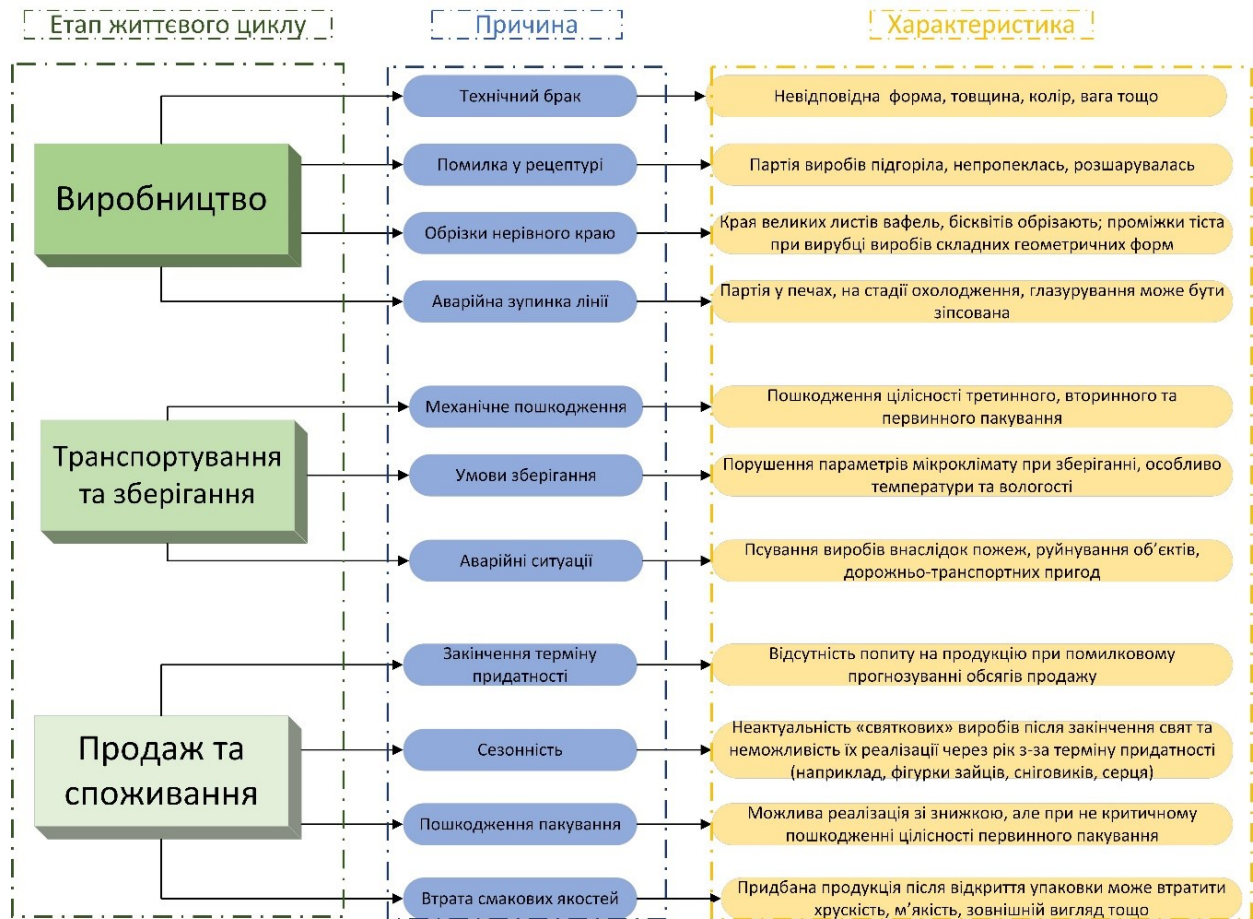 Етап життєвого циклу
Причина
Характеристика
Виробництво
Технічний брак
Невідповідна форма, товщина, колір, вага тощо
Помилка у рецептурі
Партія виробів підгоріла, непропеклась, розшарувалась
Обрізки нерівного краю
Края великих листів вафель, бісквітів обрізають; проміжки тіста
при вирубці виробів складних геометричних форм
Аварійна зупинка лінії
Партія у печах, на стадії охолодження, глазурування може бути
зіпсована
Транспортування
та зберігання
Механічне пошкодження
Пошкодження цілісності третинного, вторинного та
первинного пакування
Умови зберігання
Порушення параметрів мікроклімату при зберіганні, особливо
температури та вологості
Аварійні ситуації
Псування виробів внаслідок пожеж, руйнування об’єктів,
дорожньо-транспортних пригод
Продаж та
споживання
Закінчення терміну
придатності
Відсутність попиту на продукцію при помилковому
прогнозуванні обсягів продажу
Сезонність
Неактуальність «святкових» виробів після закінчення свят та
неможливість їх реалізації через рік з-за терміну придатності
(наприклад, фігурки зайців, сніговиків, серця)
Пошкодження пакування
Можлива реалізація зі знижкою, але при не критичному
пошкодженні цілісності первинного пакування
Втрата смакових якостей
Придбана продукція після відкриття упаковки може втратити
хрускість, м’якість, зовнішній вигляд тощо